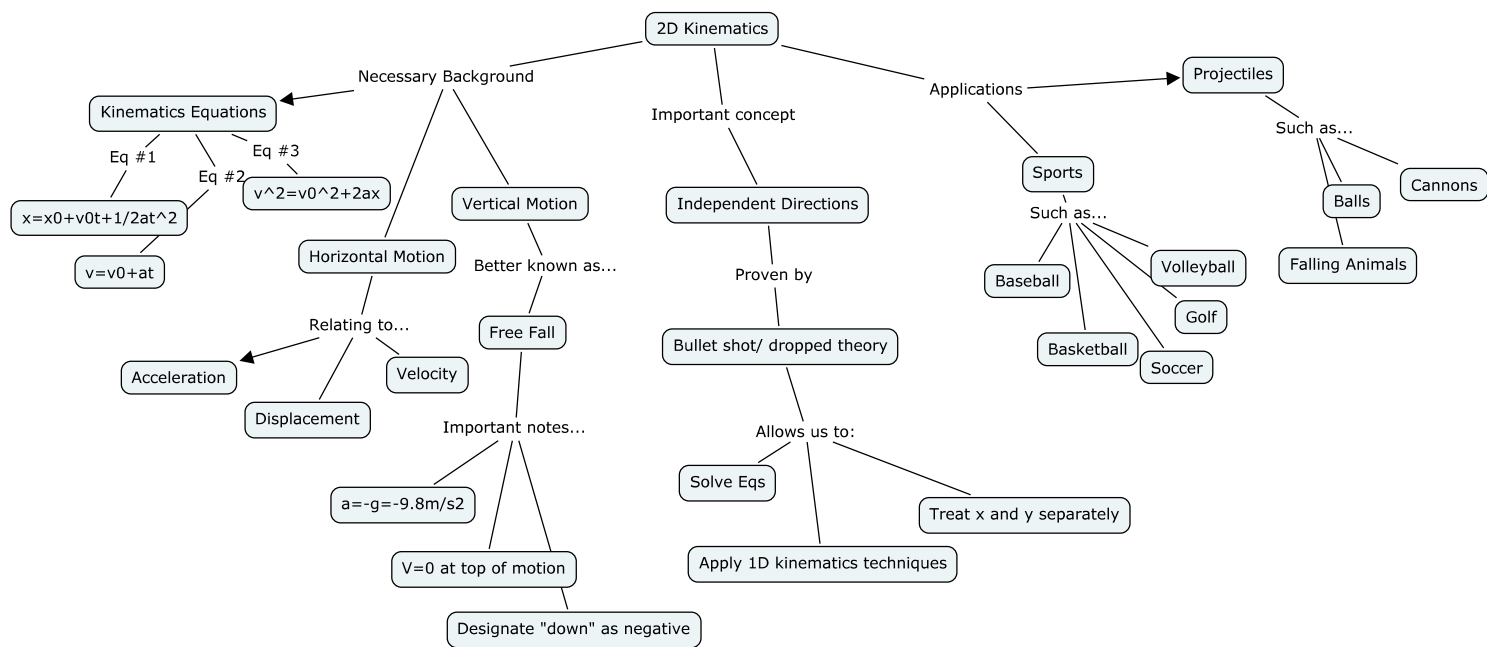 2D Kinematics
Necessary Background
Applications
Projectiles
Kinematics Equations
Important concept
Such as...
Eq #1
Eq #2
Eq #3
x=x0+v0t+1/2at^2
v=v0+at
v^2=v0^2+2ax
Horizontal Motion
Vertical Motion
Independent Directions
Sports
Balls
Cannons
Falling Animals
Such as...
Baseball
Basketball
Soccer
Golf
Volleyball
Relating to...
Acceleration
Displacement
Velocity
Better known as...
Free Fall
Important notes...
a=-g=-9.8m/s2
V=0 at top of motion
Designate "down" as negative
Proven by
Bullet shot/ dropped theory
Allows us to:
Solve Eqs
Apply 1D kinematics techniques
Treat x and y separately